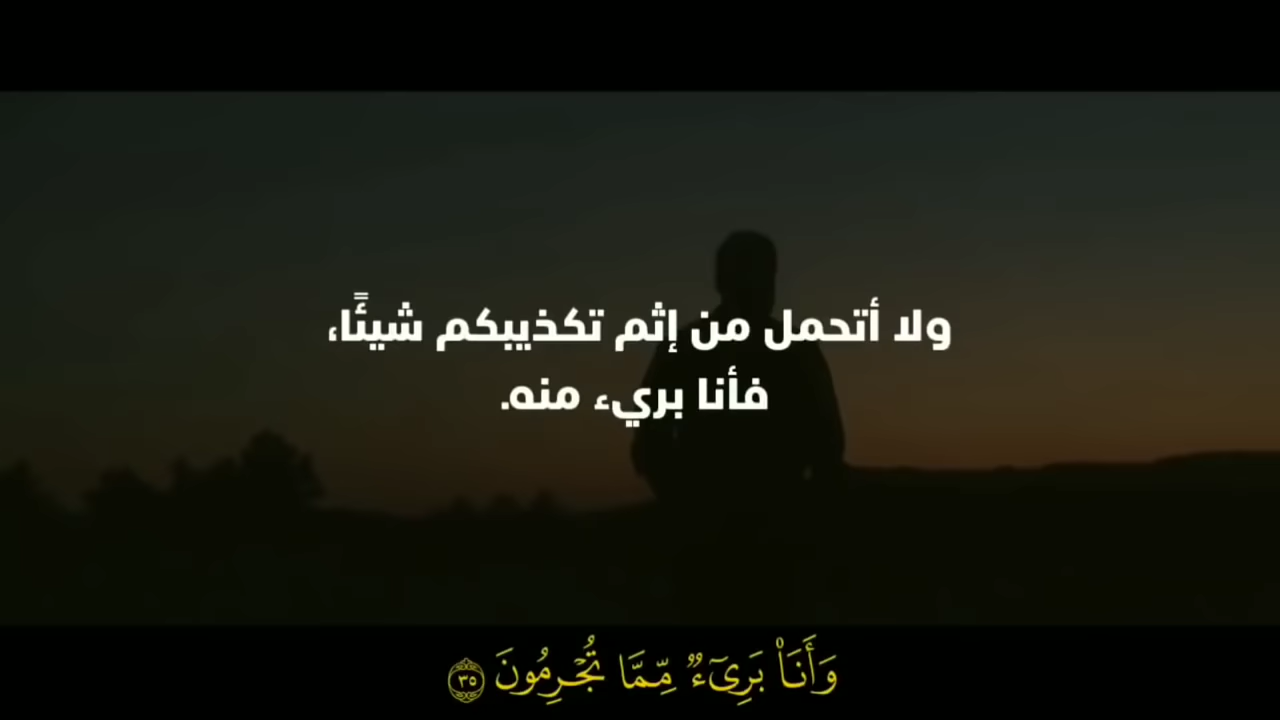 ولا أتحمل من إثم تكذيبكم شيئًا،
فأنا بريء منه.
وَأَنَا۠ بَرِيٓءٞ مِّمَّا تُجۡرِمُونَ ٣٥